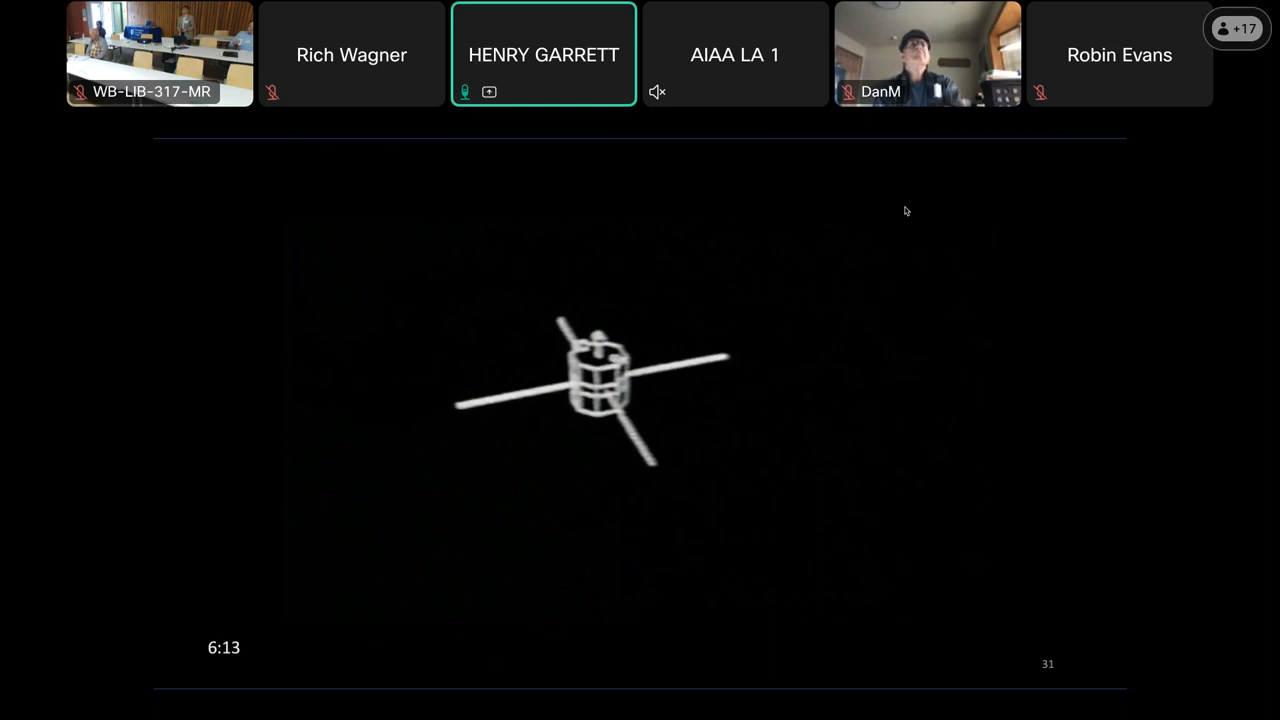 WB-LIB-317-MR
Rich Wagner
HENRY GARRETT
AIAA LA 1
DanM
Robin Evans
+17
6:13
31